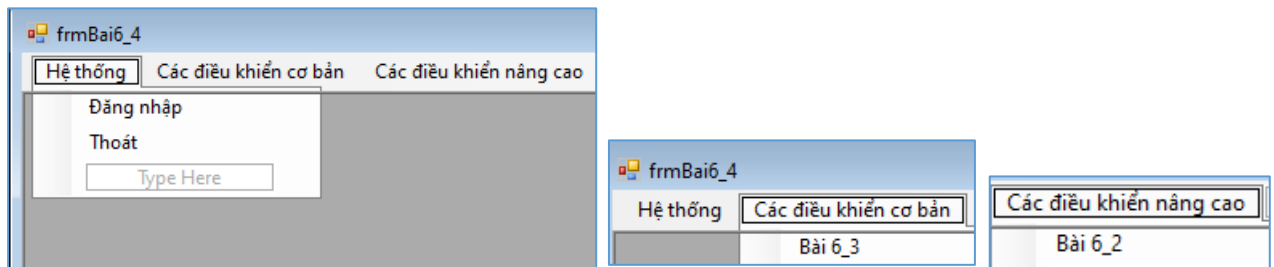 frmBai6_4
Hệ thống Các điều khiển cơ bản Các điều khiển nâng cao
Đăng nhập
Thoát
Type Here
frmBai6_4
Hệ thống Các điều khiển cơ bản
Bài 6_3
Các điều khiển nâng cao
Bài 6_2